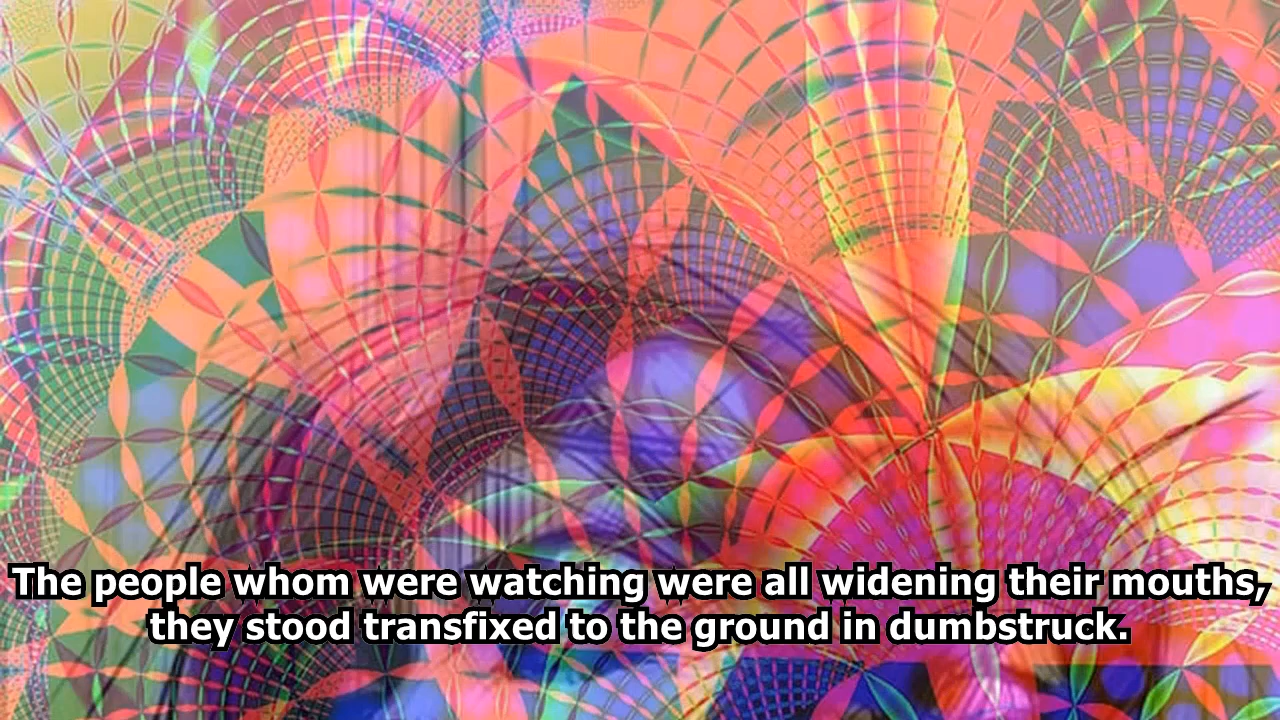 The people whom were watching were all widening their mouths,
they stood transfixed to the ground in dumbstruck.